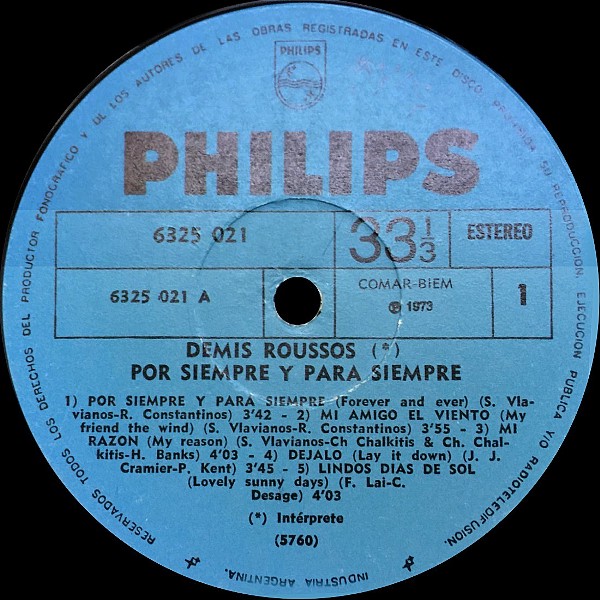 RESERVADOS TODOS LOS DERECHOS DEL PRODUCTOR FONOGRAFICO Y DE LOS AUTORES DE LAS OBRAS REGISTRADAS EN ESTE DISCO. PROHIBIDA SU REPRODUCCION, EJECUCION PUBLICA Y/O RADIOTELEDIFUSION.
PHILIPS
PHILIPS
6325 021
33 1/3
ESTEREO
6325 021 A
COMAR-BIEM
℗ 1973
1
DEMIS ROUSSOS (*)
POR SIEMPRE Y PARA SIEMPRE
1) POR SIEMPRE Y PARA SIEMPRE (Forever and ever) (S. Vla-
vianos-R. Constantinos) 3'42 - 2) MI AMIGO EL VIENTO (My
friend the wind) (S. Vlavianos-R. Constantinos) 3'55 - 3) MI
RAZON (My reason) (S. Vlavianos-Ch Chalkitis & Ch. Chal-
kitis-H. Banks) 4'03 - 4) DEJALO (Lay it down) (J. J.
Cramier-P. Kent) 3'45 - 5) LINDOS DIAS DE SOL
(Lovely sunny days) (F. Lai-C.
Desage) 4'03
(*) Intérprete
(5760)
INDUSTRIA ARGENTINA.